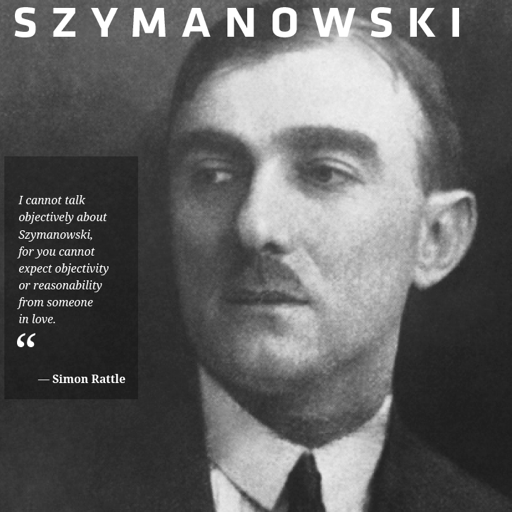 SZYMANOWSKI
I cannot talk
objectively about
Szymanowski,
for you cannot
expect objectivity
or reasonability
from someone
in love.
“
— Simon Rattle